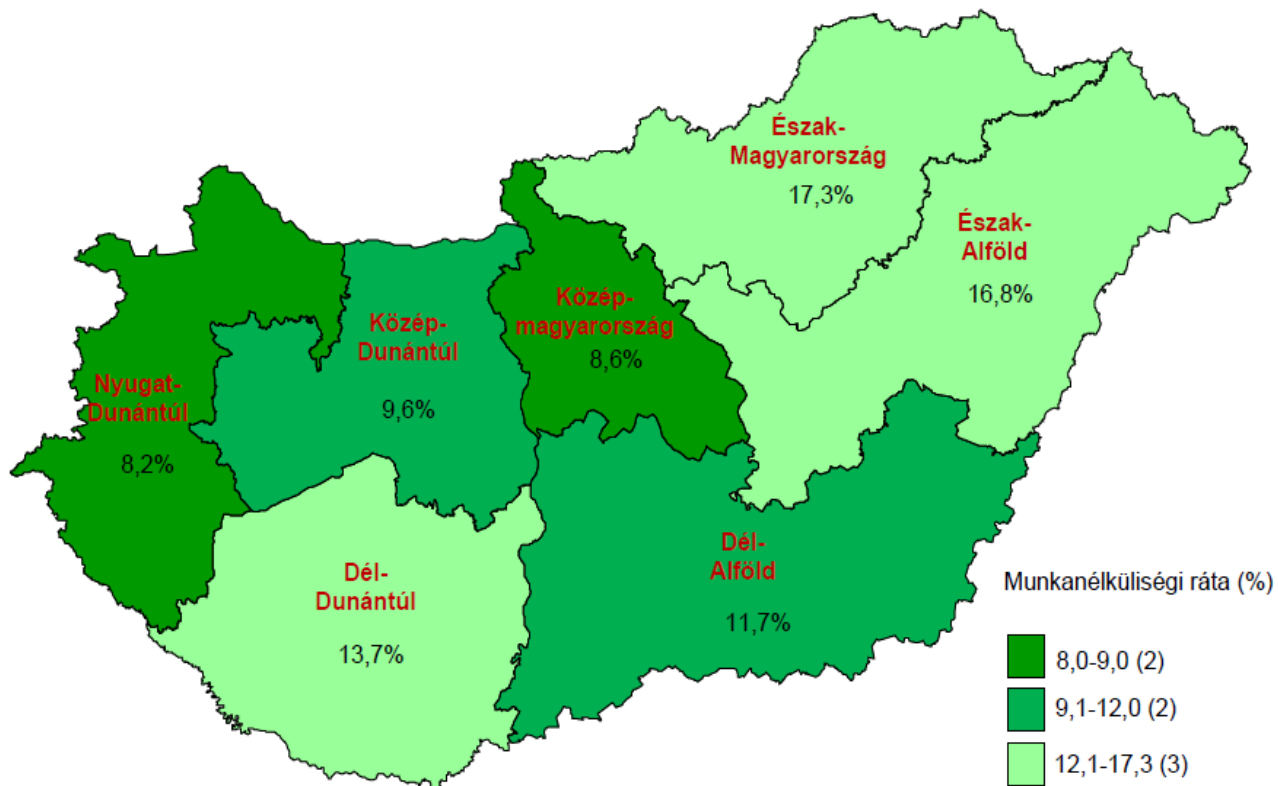 Észak-
Magyarország
17,3%
Észak-
Alföld
16,8%
Közép-
magyarország
8,6%
Közép-
Dunántúl
9,6%
Nyugat-
Dunántúl
8,2%
Dél-
Alföld
11,7%
Dél-
Dunántúl
13,7%
Munkanélküliségi ráta (%)
8,0-9,0 (2)
9,1-12,0 (2)
12,1-17,3 (3)